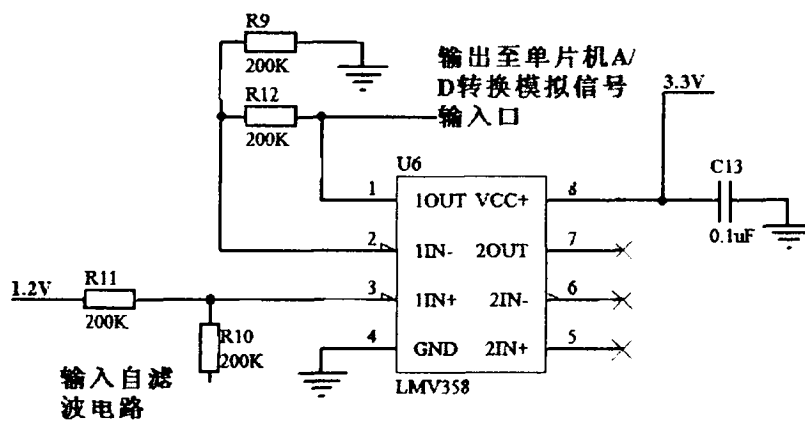 R9
200K
R12
200K
输出至单片机A/
D转换模拟信号
输入口
3.3V
U6
C13
0.1uF
1 1OUT VCC+ 8
2 1IN- 2OUT 7
3 1IN+ 2IN- 6
4 GND 2IN+ 5
LMV358
1.2V
R11
200K
R10
200K
输入自滤
波电路